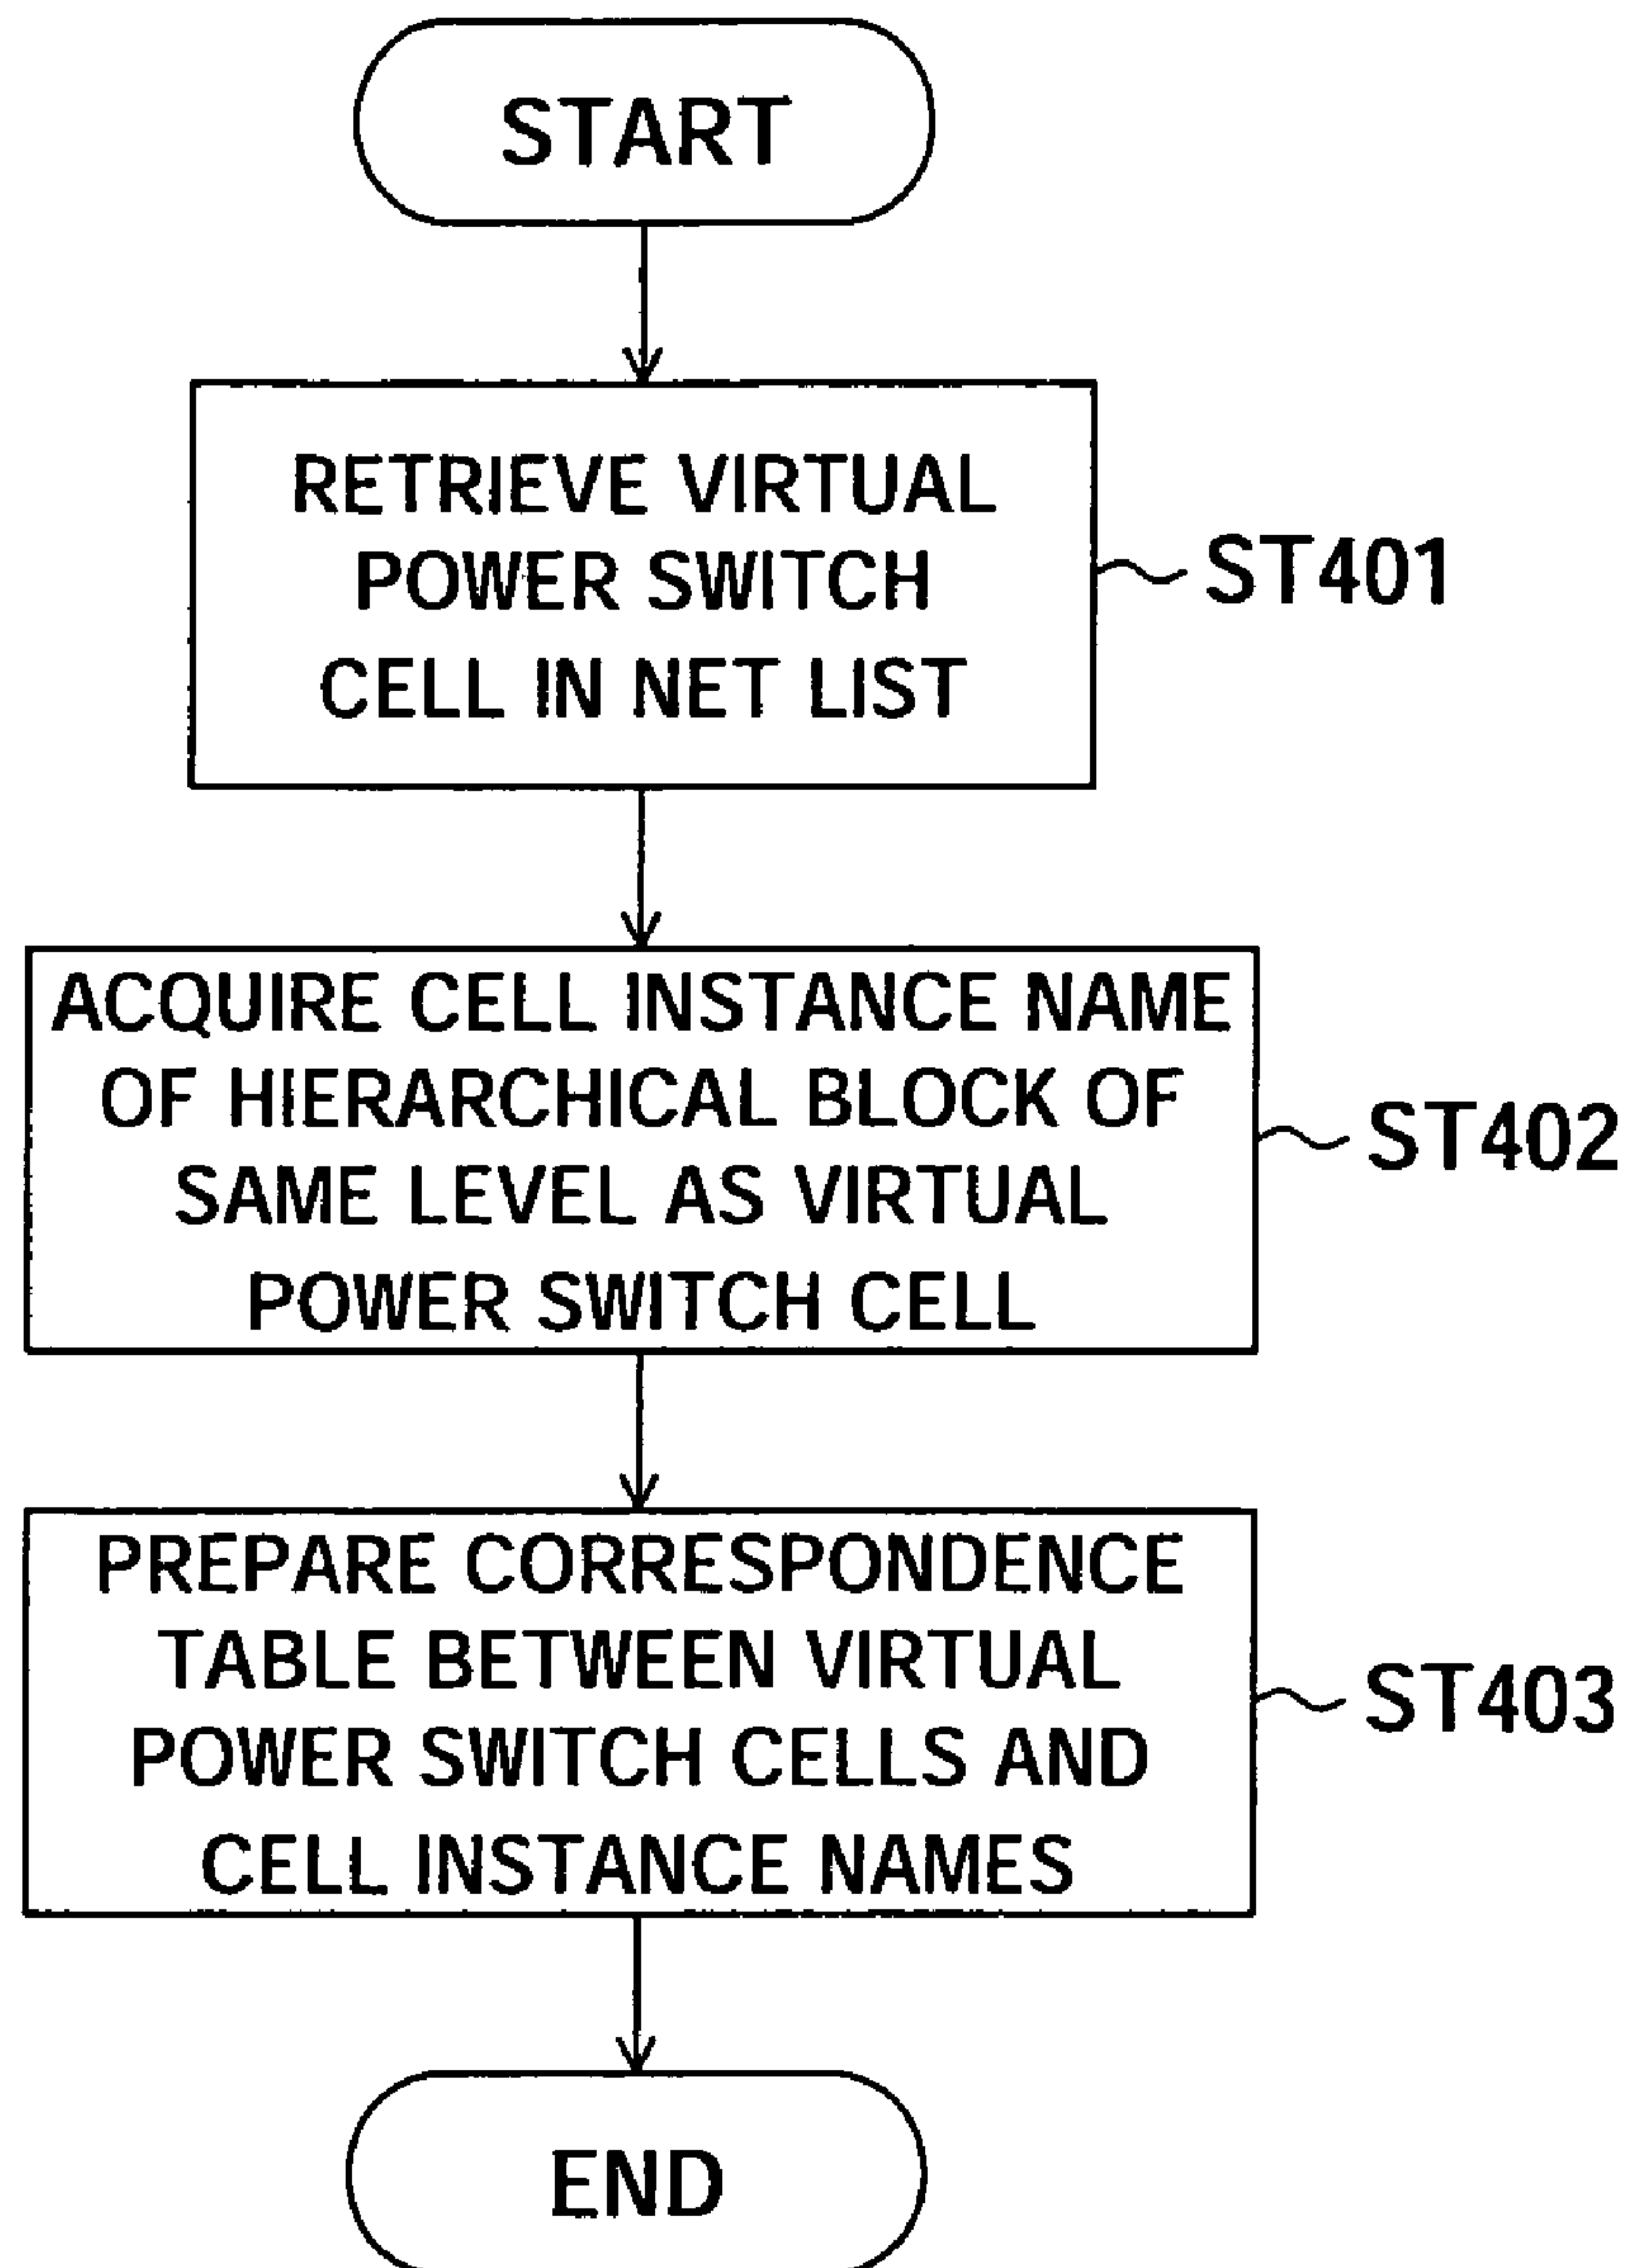 START
RETRIEVE VIRTUAL
POWER SWITCH
CELL IN NET LIST
ST401
ACQUIRE CELL INSTANCE NAME
OF HIERARCHICAL BLOCK OF
SAME LEVEL AS VIRTUAL
POWER SWITCH CELL
ST402
PREPARE CORRESPONDENCE
TABLE BETWEEN VIRTUAL
POWER SWITCH CELLS AND
CELL INSTANCE NAMES
ST403
END